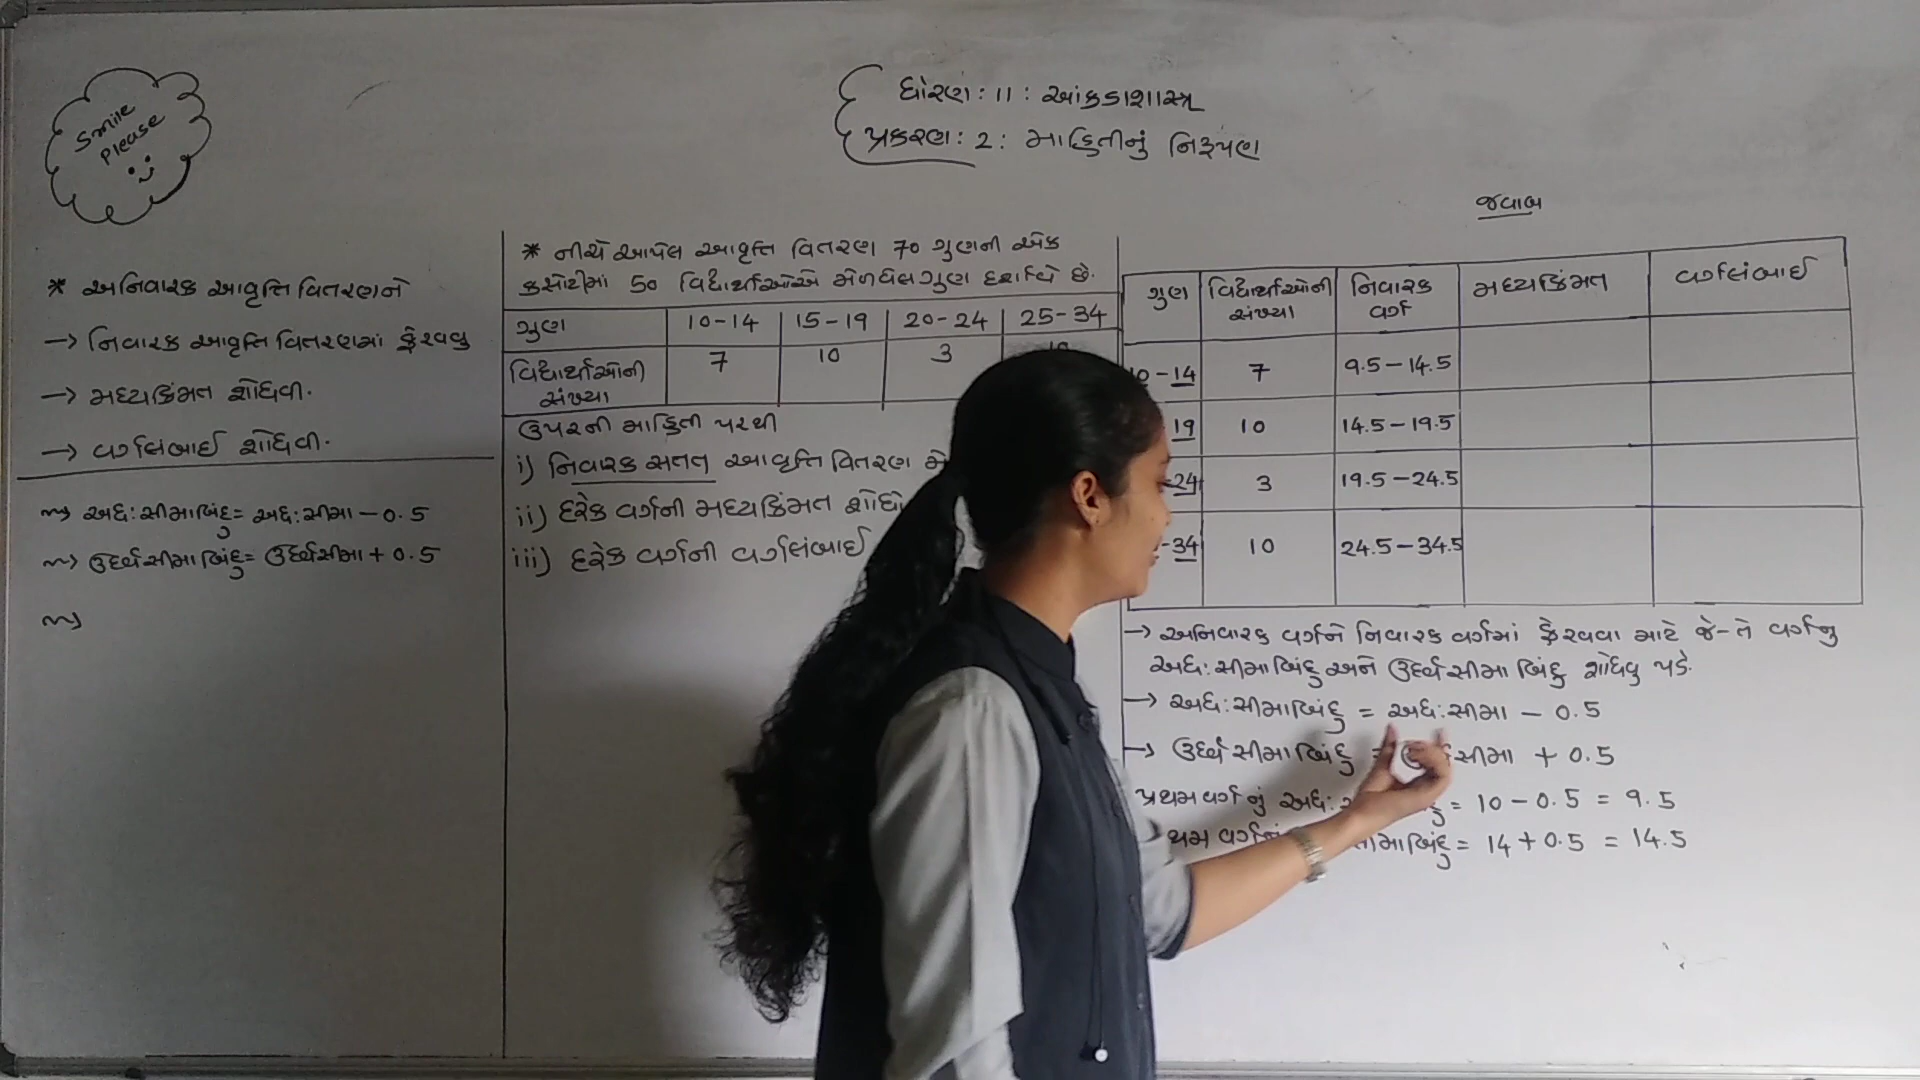 Smile
Please
ધોરણ : 11 : આંકડાશાસ્ત્ર
પ્રકરણ : 2 : માહિતીનું નિરૂપણ
* અનિવારક આવૃત્તિ વિતરણને
→ નિવારક આવૃત્તિ વિતરણમાં ફેરવવુ
→ મધ્યકિંમત શોધવી.
→ વર્ગલંબાઈ શોધવી.
અધ:સીમાબિંદુ = અધ:સીમા - 0.5
ઉર્ધ્વસીમાબિંદુ = ઉર્ધ્વસીમા + 0.5
* નીચે આપેલ આવૃત્તિ વિતરણ 70 ગુણની એક
કસોટીમાં 50 વિદ્યાર્થીઓએ મેળવેલ ગુણ દર્શાવે છે.
ગુણ 10-14 15-19 20-24 25-34
વિદ્યાર્થીઓની સંખ્યા 7 10 3
ઉપરની માહિતી પરથી
i) નિવારક સતત આવૃત્તિ વિતરણ
ii) દરેક વર્ગની મધ્યકિંમત શોધો
iii) દરેક વર્ગની વર્ગલંબાઈ
જવાબ
ગુણ વિદ્યાર્થીઓની સંખ્યા નિવારક વર્ગ મધ્યકિંમત વર્ગલંબાઈ
-14 7 9.5-14.5
19 10 14.5-19.5
-24 3 19.5-24.5
-34 10 24.5-34.5
→ અનિવારક વર્ગને નિવારક વર્ગમાં ફેરવવા માટે જે-તે વર્ગનુ
અધ:સીમાબિંદુ અને ઉર્ધ્વસીમાબિંદુ શોધવુ પડે.
→ અધ:સીમાબિંદુ = અધ:સીમા - 0.5
→ ઉર્ધ્વસીમાબિંદુ = સીમા + 0.5
પ્રથમ વર્ગનું અધ: = 10 - 0.5 = 9.5
વર્ગનું સીમાબિંદુ = 14 + 0.5 = 14.5